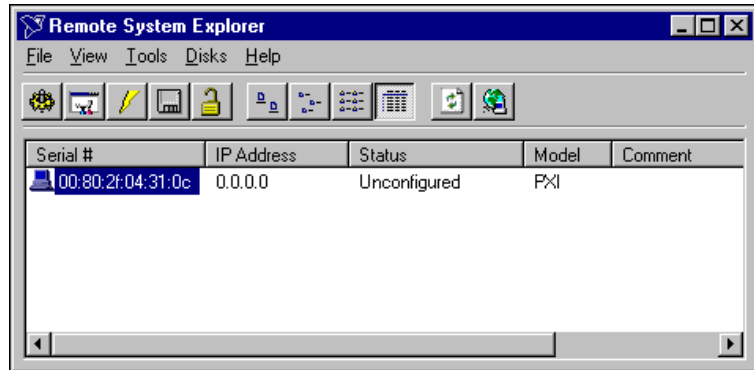 Remote System Explorer
File View Tools Disks Help
Serial # IP Address Status Model Comment
00:80:2f:04:31:0c 0.0.0.0 Unconfigured PXI